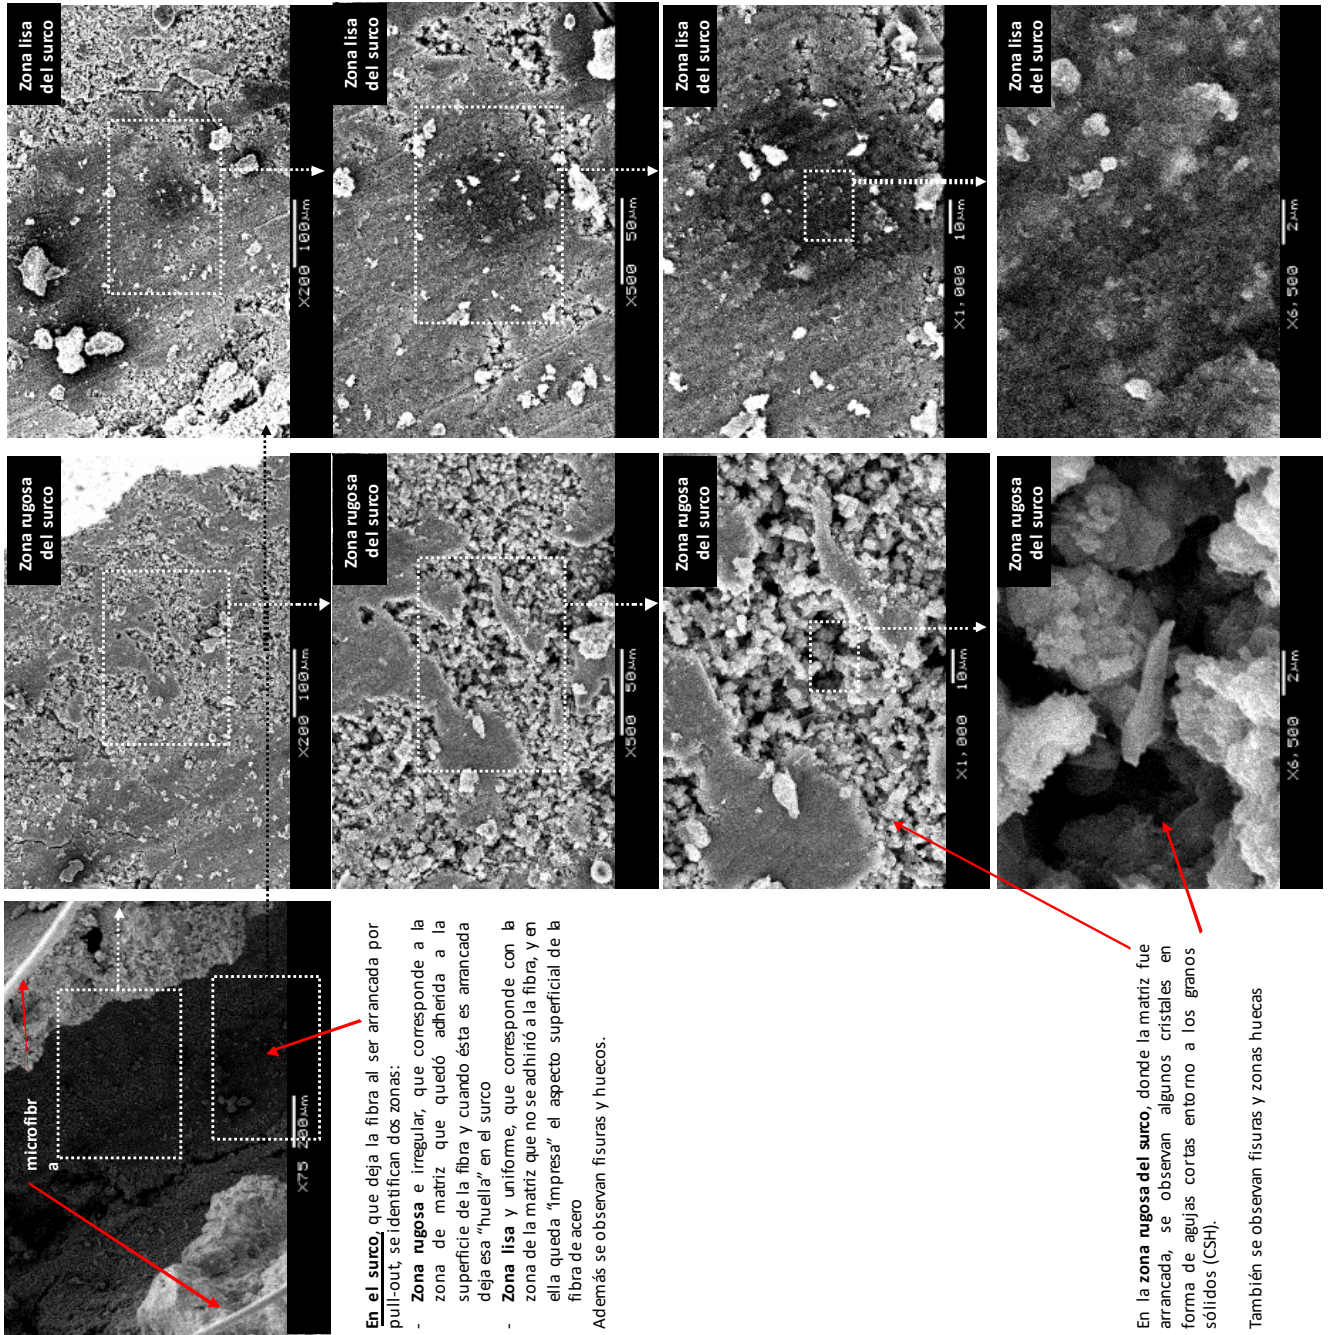 microfibr
a
X75 200µm
Zona rugosa
del surco
X200 100µm
Zona lisa
del surco
X200 100µm
En el surco, que deja la fibra al ser arrancada por
pull-out, se identifican dos zonas:
- Zona rugosa e irregular, que corresponde a la
zona de matriz que quedó adherida a la
superficie de la fibra y cuando ésta es arrancada
deja esa “huella” en el surco
- Zona lisa y uniforme, que corresponde con la
zona de la matriz que no se adhirió a la fibra, y en
ella queda “impresa” el aspecto superficial de la
fibra de acero
Además se observan fisuras y huecos.
Zona rugosa
del surco
X500 50µm
Zona lisa
del surco
X500 50µm
Zona rugosa
del surco
X1,000 10µm
Zona lisa
del surco
X1,000 10µm
En la zona rugosa del surco, donde la matriz fue
arrancada, se observan algunos cristales en
forma de agujas cortas entorno a los granos
sólidos (CSH).
También se observan fisuras y zonas huecas
Zona rugosa
del surco
X6,500 2µm
Zona lisa
del surco
X6,500 2µm